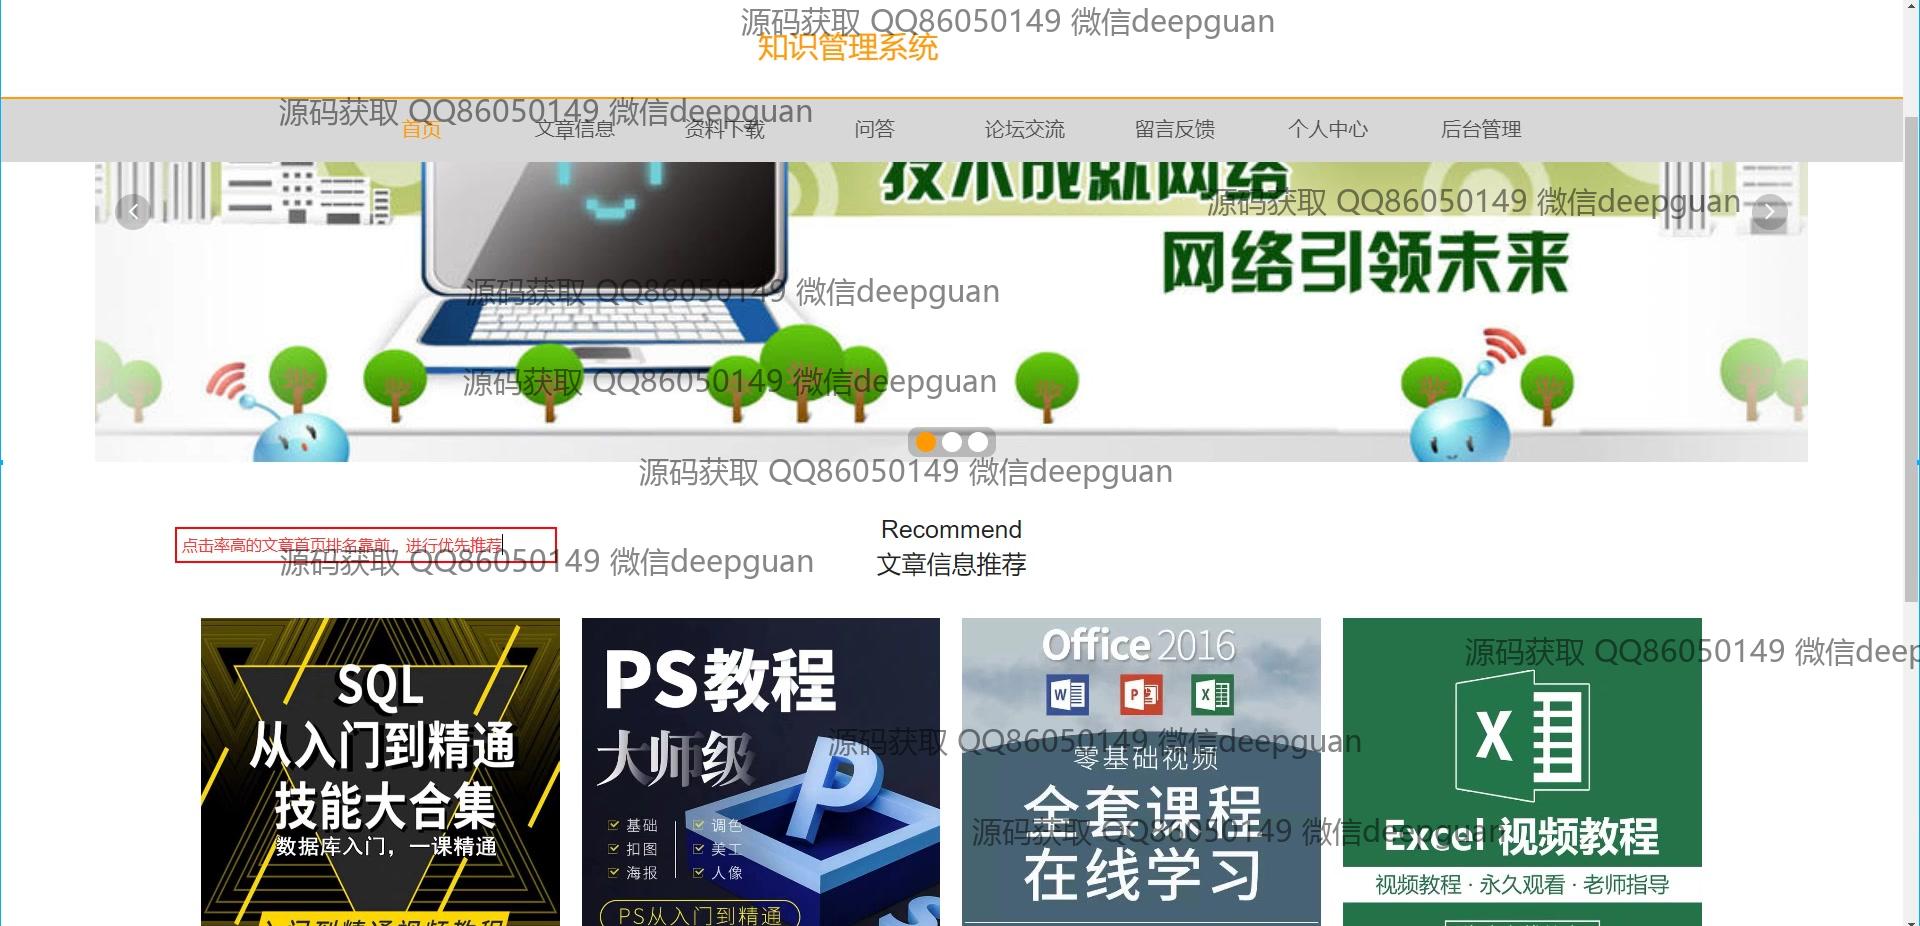 源码获取 QQ86050149 微信deepguan
知识管理系统
源码获取 QQ86050149 微信deepguan
首页 文章信息 资料下载 问答 论坛交流 留言反馈 个人中心 后台管理
技术成就网络
源码获取 QQ86050149 微信deepguan
网络引领未来
源码获取 QQ86050149 微信deepguan
源码获取 QQ86050149 微信deepguan
源码获取 QQ86050149 微信deepguan
Recommend
点击率高的文章首页排名靠前，进行优先推荐
源码获取 QQ86050149 微信deepguan
文章信息推荐
SQL
从入门到精通
技能大合集
数据库入门，一课精通
入门到精通视频教程
PS教程
大师级
基础 调色
扣图 美工
海报 人像
PS从入门到精通
Office 2016
W P X
零基础视频
全套课程
在线学习
源码获取 QQ86050149 微信deep
源码获取 QQ86050149 微信deepguan
源码获取 QQ86050149 微信deepguan
X
Excel 视频教程
视频教程 · 永久观看 · 老师指导